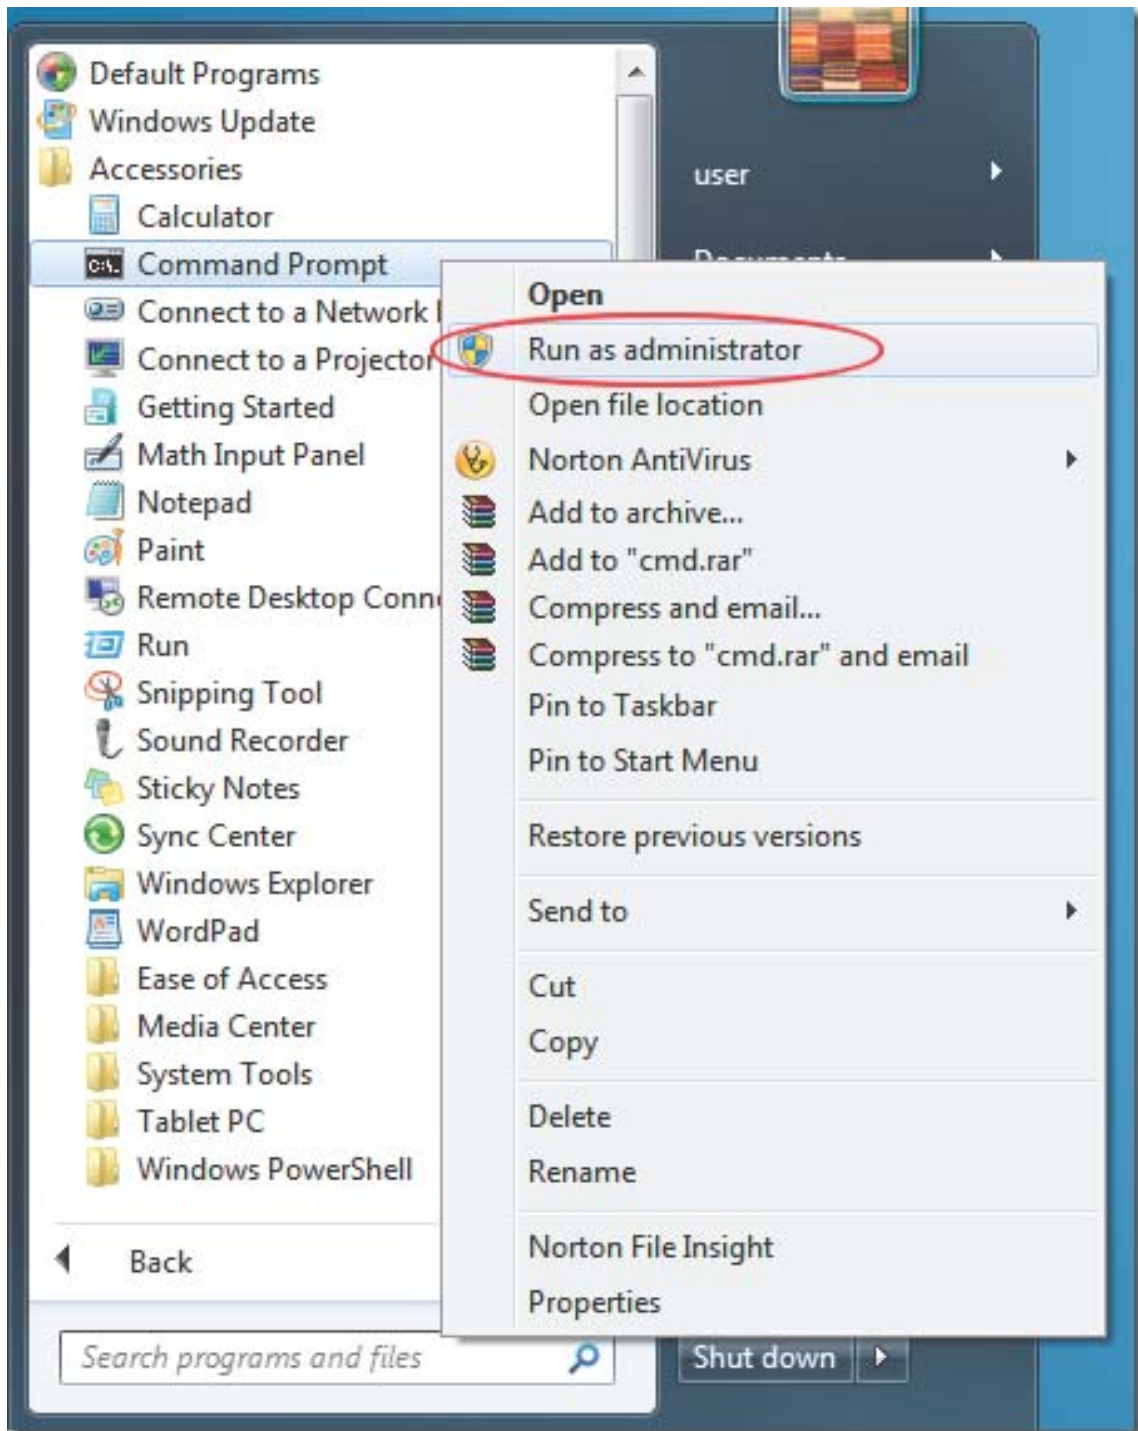 Default Programs
Windows Update
Accessories
Calculator
Command Prompt
Connect to a Network
Connect to a Projector
Getting Started
Math Input Panel
Notepad
Paint
Remote Desktop Conn
Run
Snipping Tool
Sound Recorder
Sticky Notes
Sync Center
Windows Explorer
WordPad
Ease of Access
Media Center
System Tools
Tablet PC
Windows PowerShell
Back
Search programs and files
user
Documents
Open
Run as administrator
Open file location
Norton AntiVirus
Add to archive...
Add to "cmd.rar"
Compress and email...
Compress to "cmd.rar" and email
Pin to Taskbar
Pin to Start Menu
Restore previous versions
Send to
Cut
Copy
Delete
Rename
Norton File Insight
Properties
Shut down